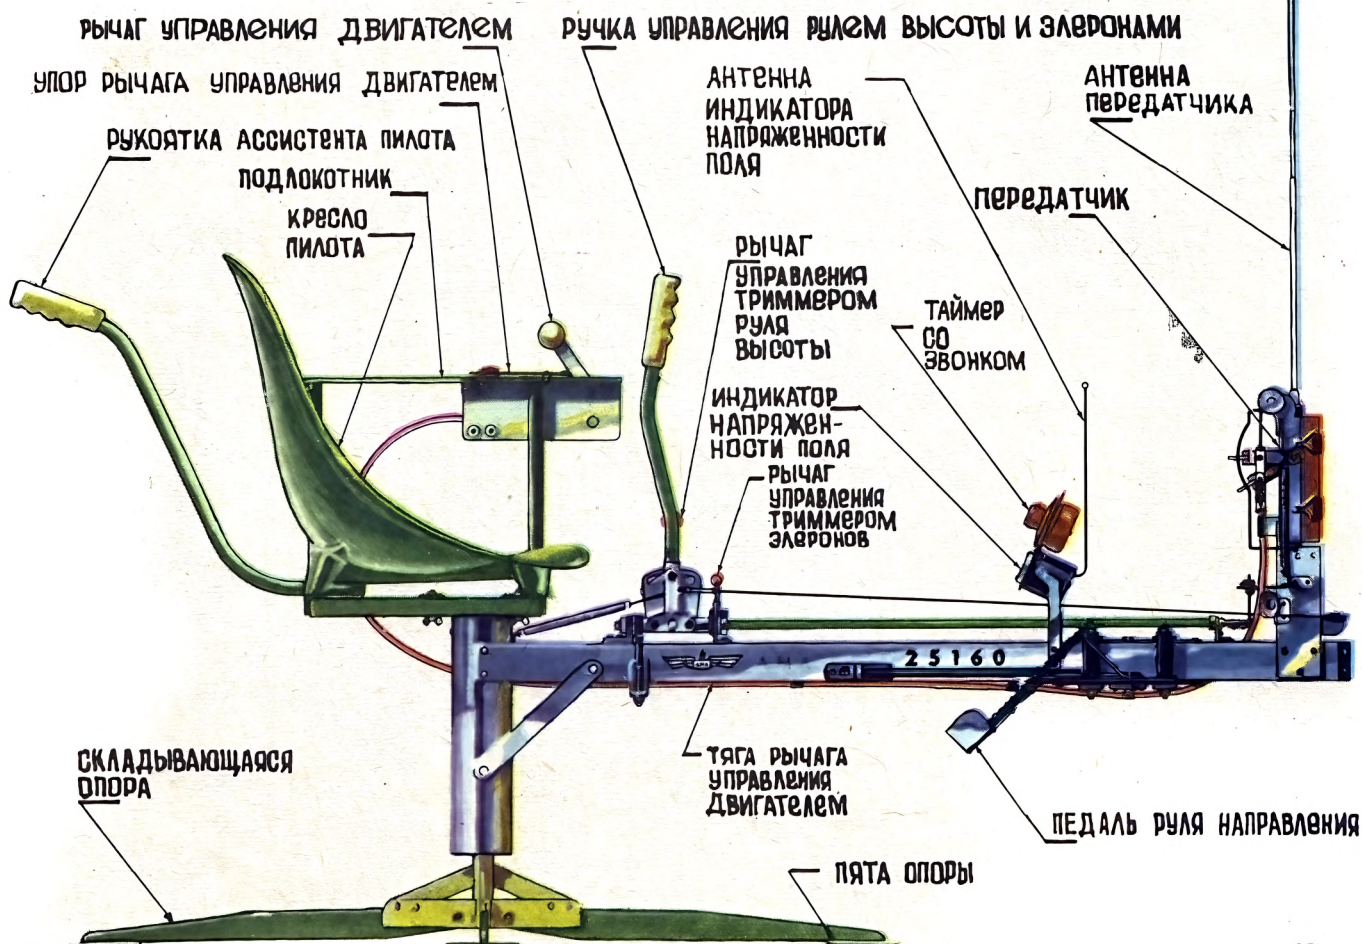 РЫЧАГ УПРАВЛЕНИЯ ДВИГАТЕЛЕМ
РУЧКА УПРАВЛЕНИЯ РУЛЕМ ВЫСОТЫ И ЭЛЕРОНАМИ
УПОР РЫЧАГА УПРАВЛЕНИЯ ДВИГАТЕЛЕМ
РУКОЯТКА АССИСТЕНТА ПИЛОТА
ПОДЛОКОТНИК
КРЕСЛО
ПИЛОТА
АНТЕННА
ИНДИКАТОРА
НАПРЯЖЕННОСТИ
ПОЛЯ
АНТЕННА
ПЕРЕДАТЧИКА
ПЕРЕДАТЧИК
РЫЧАГ
УПРАВЛЕНИЯ
ТРИММЕРОМ
РУЛЯ
ВЫСОТЫ
ТАЙМЕР
СО
ЗВОНКОМ
ИНДИКАТОР
НАПРЯЖЕН-
НОСТИ ПОЛЯ
РЫЧАГ
УПРАВЛЕНИЯ
ТРИММЕРОМ
ЭЛЕРОНОВ
25160
СКЛАДЫВАЮЩАЯСЯ
ОПОРА
ТЯГА РЫЧАГА
УПРАВЛЕНИЯ
ДВИГАТЕЛЕМ
ПЕДАЛЬ РУЛЯ НАПРАВЛЕНИЯ
ПЯТА ОПОРЫ